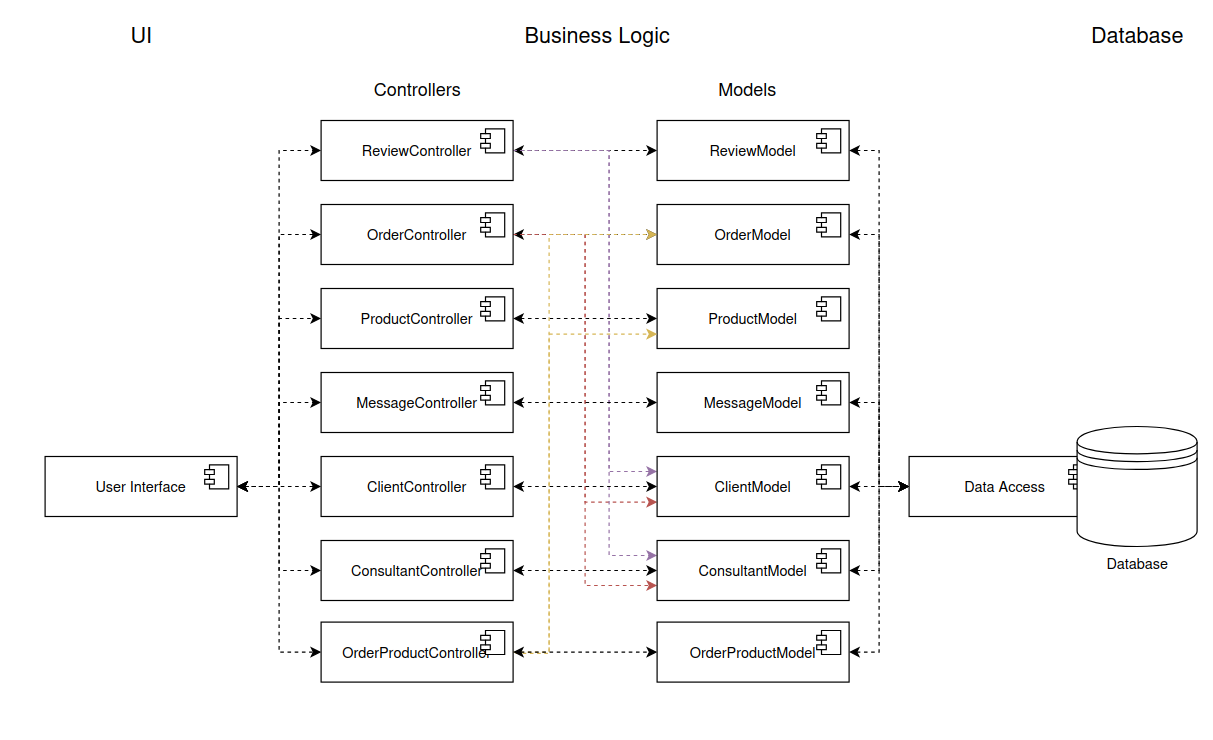 UI
Business Logic
Database
Controllers
Models
ReviewController
ReviewModel
OrderController
OrderModel
ProductController
ProductModel
MessageController
MessageModel
User Interface
ClientController
ClientModel
Data Access
ConsultantController
ConsultantModel
Database
OrderProductController
OrderProductModel